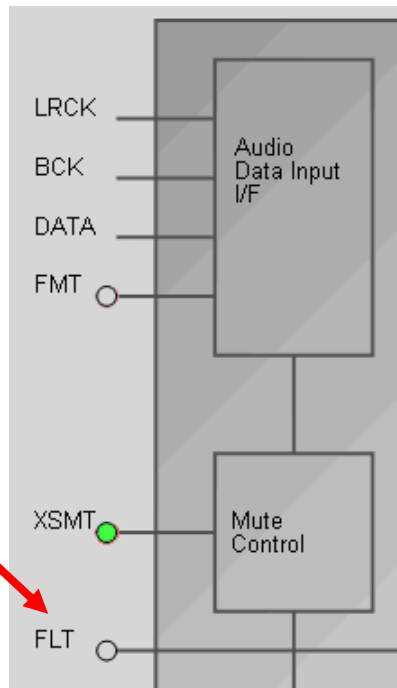 LRCK
BCK
DATA
FMT
Audio
Data Input
I/F
XSMT
Mute
Control
FLT